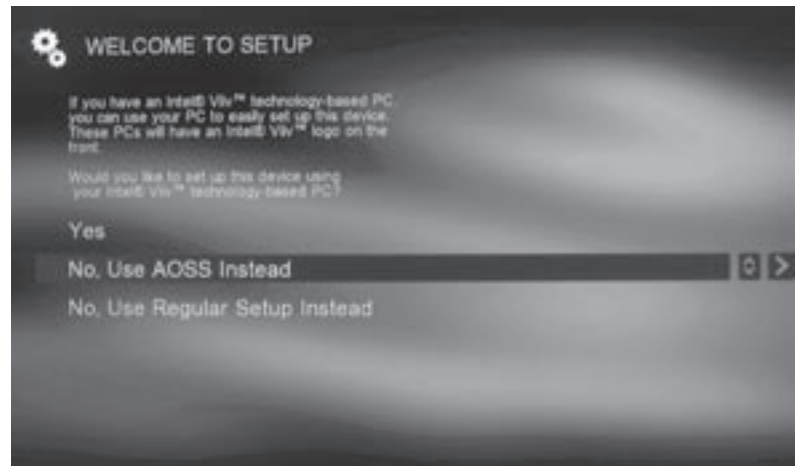 WELCOME TO SETUP
If you have an Intel® Viiv™ technology-based PC,
you can use your PC to easily set up this device.
These PCs will have an Intel® Viiv™ logo on the
front.
Would you like to set up this device using
your Intel® Viiv™ technology-based PC?
Yes
No, Use AOSS Instead
No, Use Regular Setup Instead